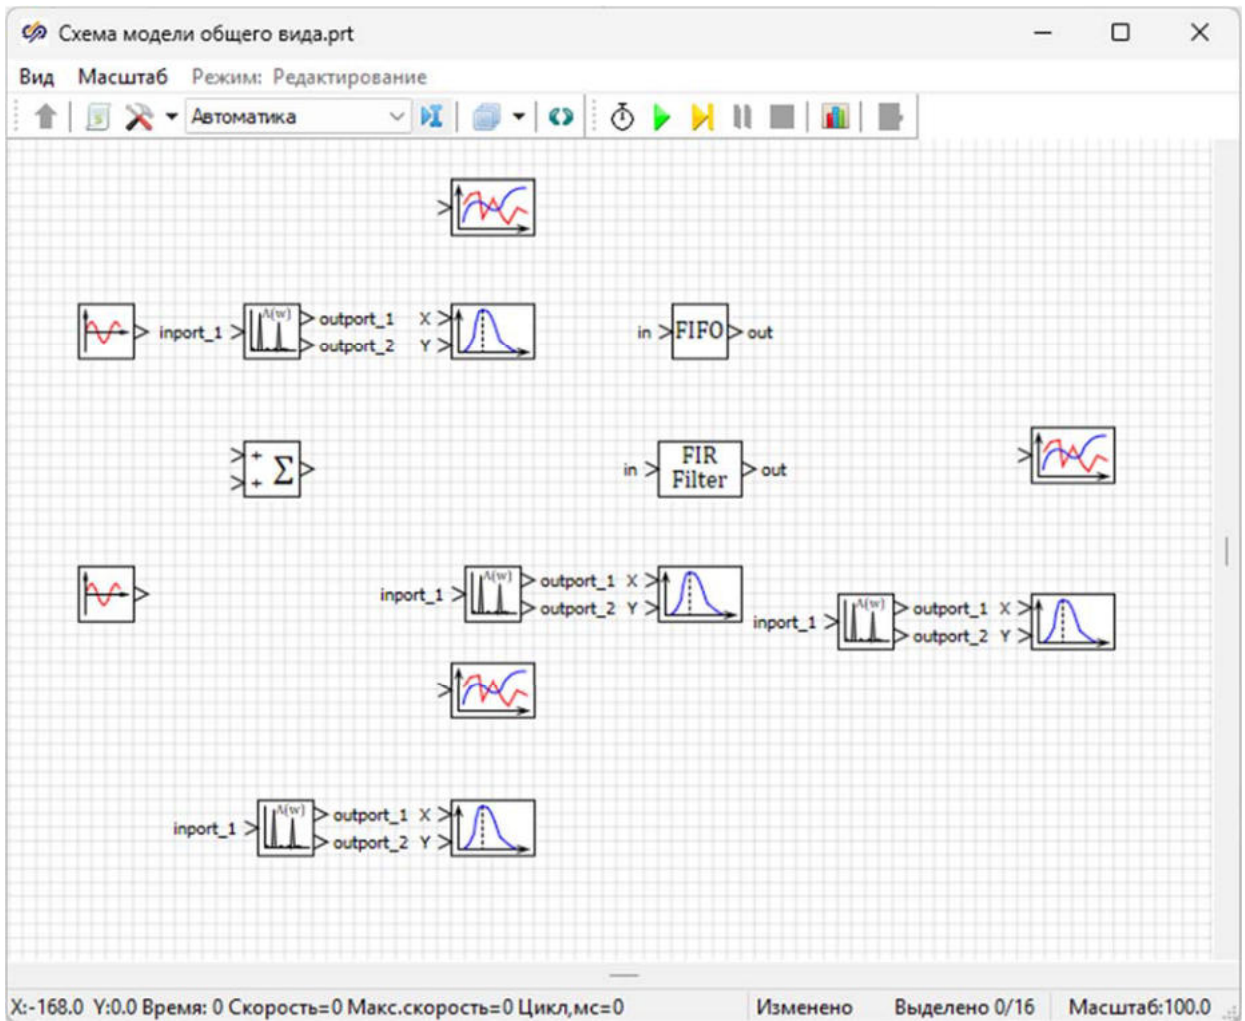 Схема модели общего вида.prt
Вид Масштаб Режим: Редактирование
Автоматика
A(w)
inport_1 outport_1 X
outport_2 Y
in FIFO out
+ Σ
+
in FIR Filter out
A(w)
inport_1 outport_1 X
outport_2 Y
A(w)
inport_1 outport_1 X
outport_2 Y
A(w)
inport_1 outport_1 X
outport_2 Y
X:-168.0 Y:0.0 Время: 0 Скорость=0 Макс.скорость=0 Цикл,мс=0 Изменено Выделено 0/16 Масштаб:100.0